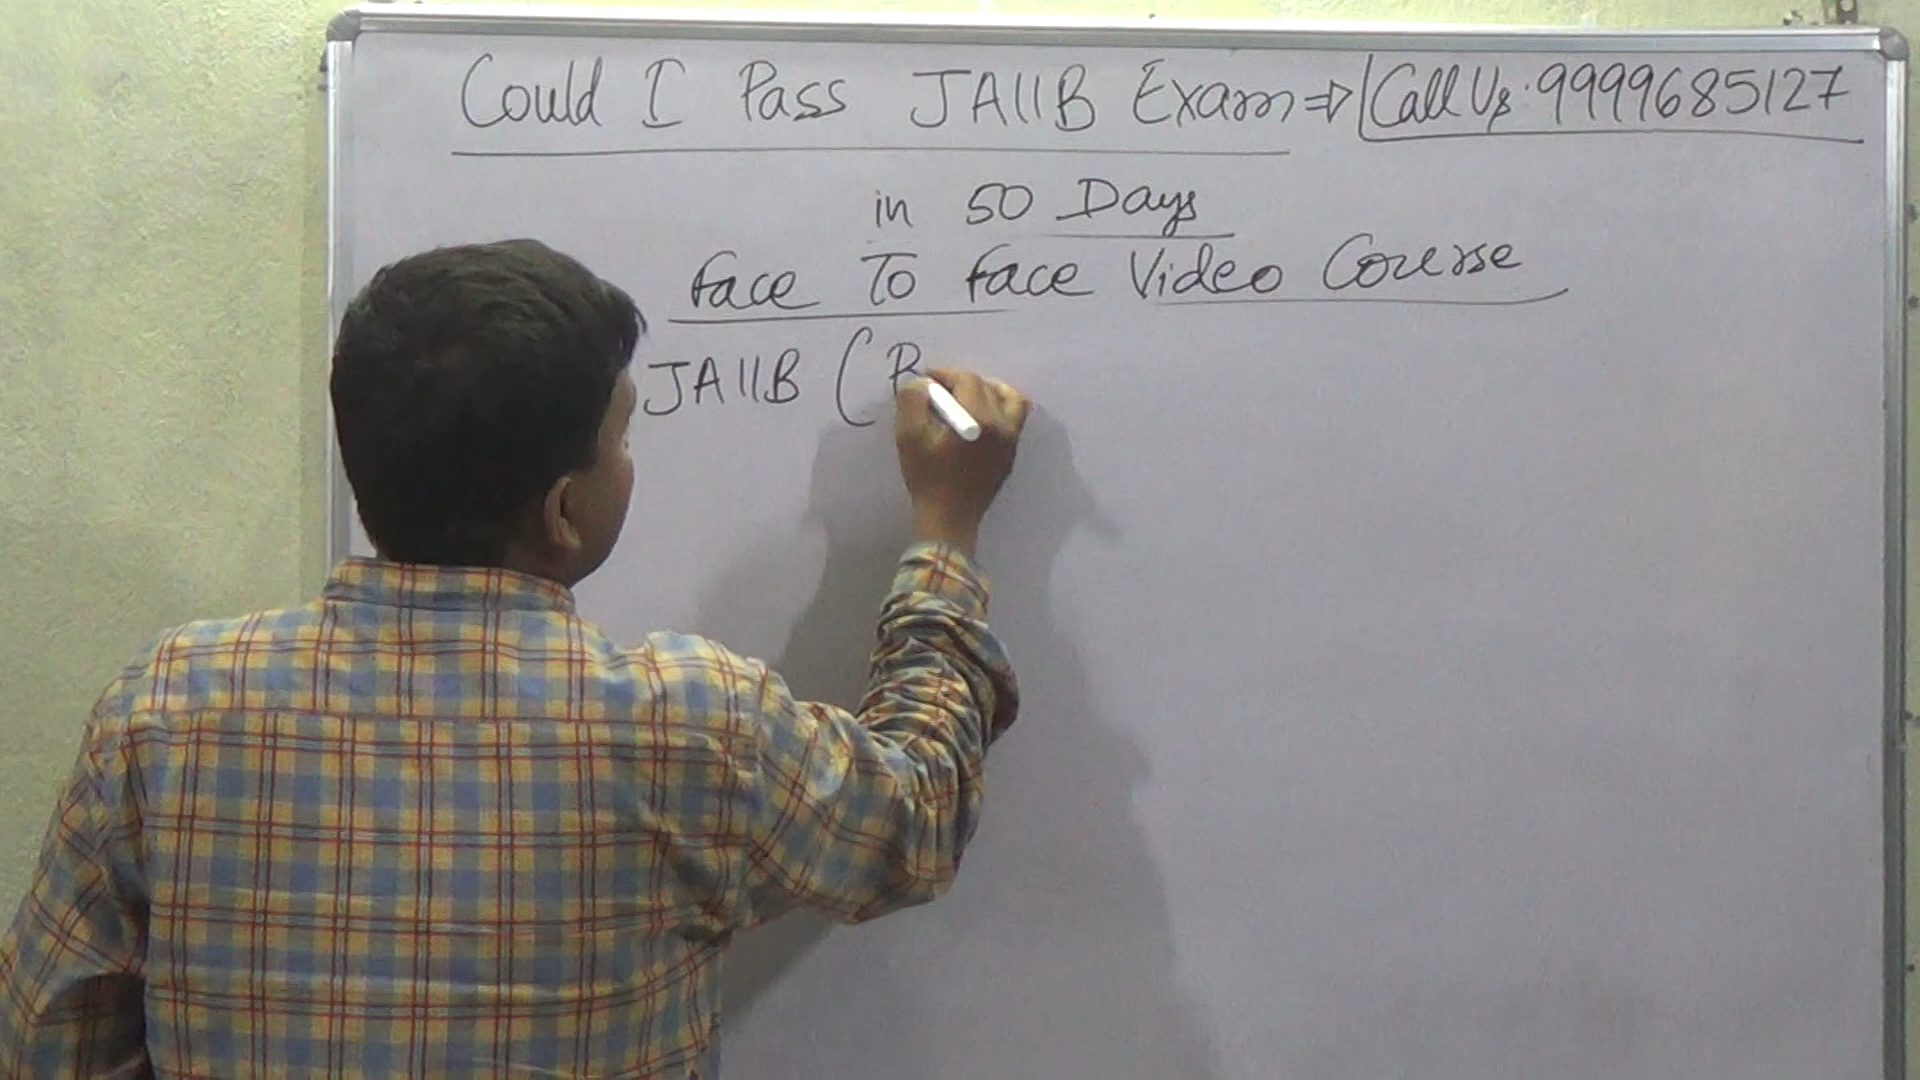 Could I Pass JAIIB Exam ⇒ Call Us: 9999685127
in 50 Days
Face To Face Video Course
JAIIB (